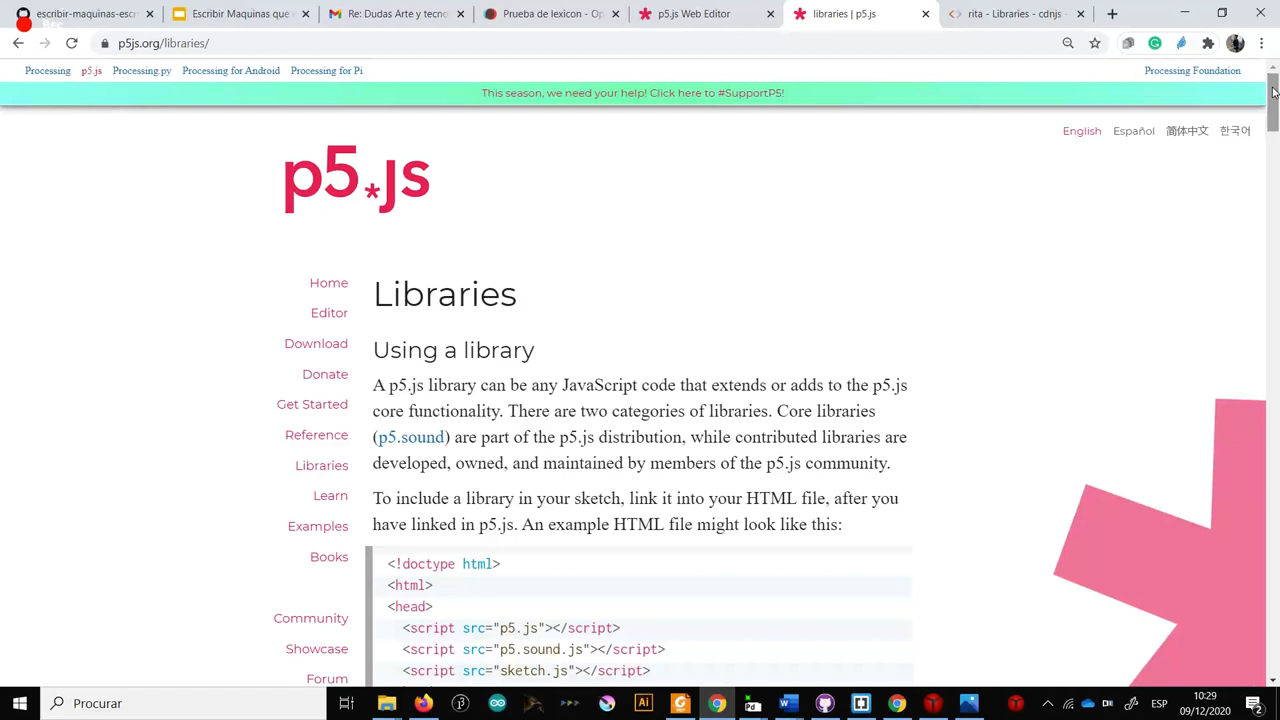 escribir-maquinas-escr
Escribir Maquinas que
Re: Dudas Arte y tecno
Prueba de lexicon - Op
p5.js Web Editor
libraries | p5.js
rita - Libraries - cdnjs -
p5js.org/libraries/
Processing p5.js Processing.py Processing for Android Processing for Pi Processing Foundation
This season, we need your help! Click here to #SupportP5!
English Español 简体中文 한국어
p5.js
Home
Editor
Download
Donate
Get Started
Reference
Libraries
Learn
Examples
Books
Community
Showcase
Forum
Libraries
Using a library
A p5.js library can be any JavaScript code that extends or adds to the p5.js
core functionality. There are two categories of libraries. Core libraries
(p5.sound) are part of the p5.js distribution, while contributed libraries are
developed, owned, and maintained by members of the p5.js community.
To include a library in your sketch, link it into your HTML file, after you
have linked in p5.js. An example HTML file might look like this:
<!doctype html>
<html>
<head>
<script src="p5.js"></script>
<script src="p5.sound.js"></script>
<script src="sketch.js"></script>
Procurar
Ai
Pd
ESP
10:29
09/12/2020
2